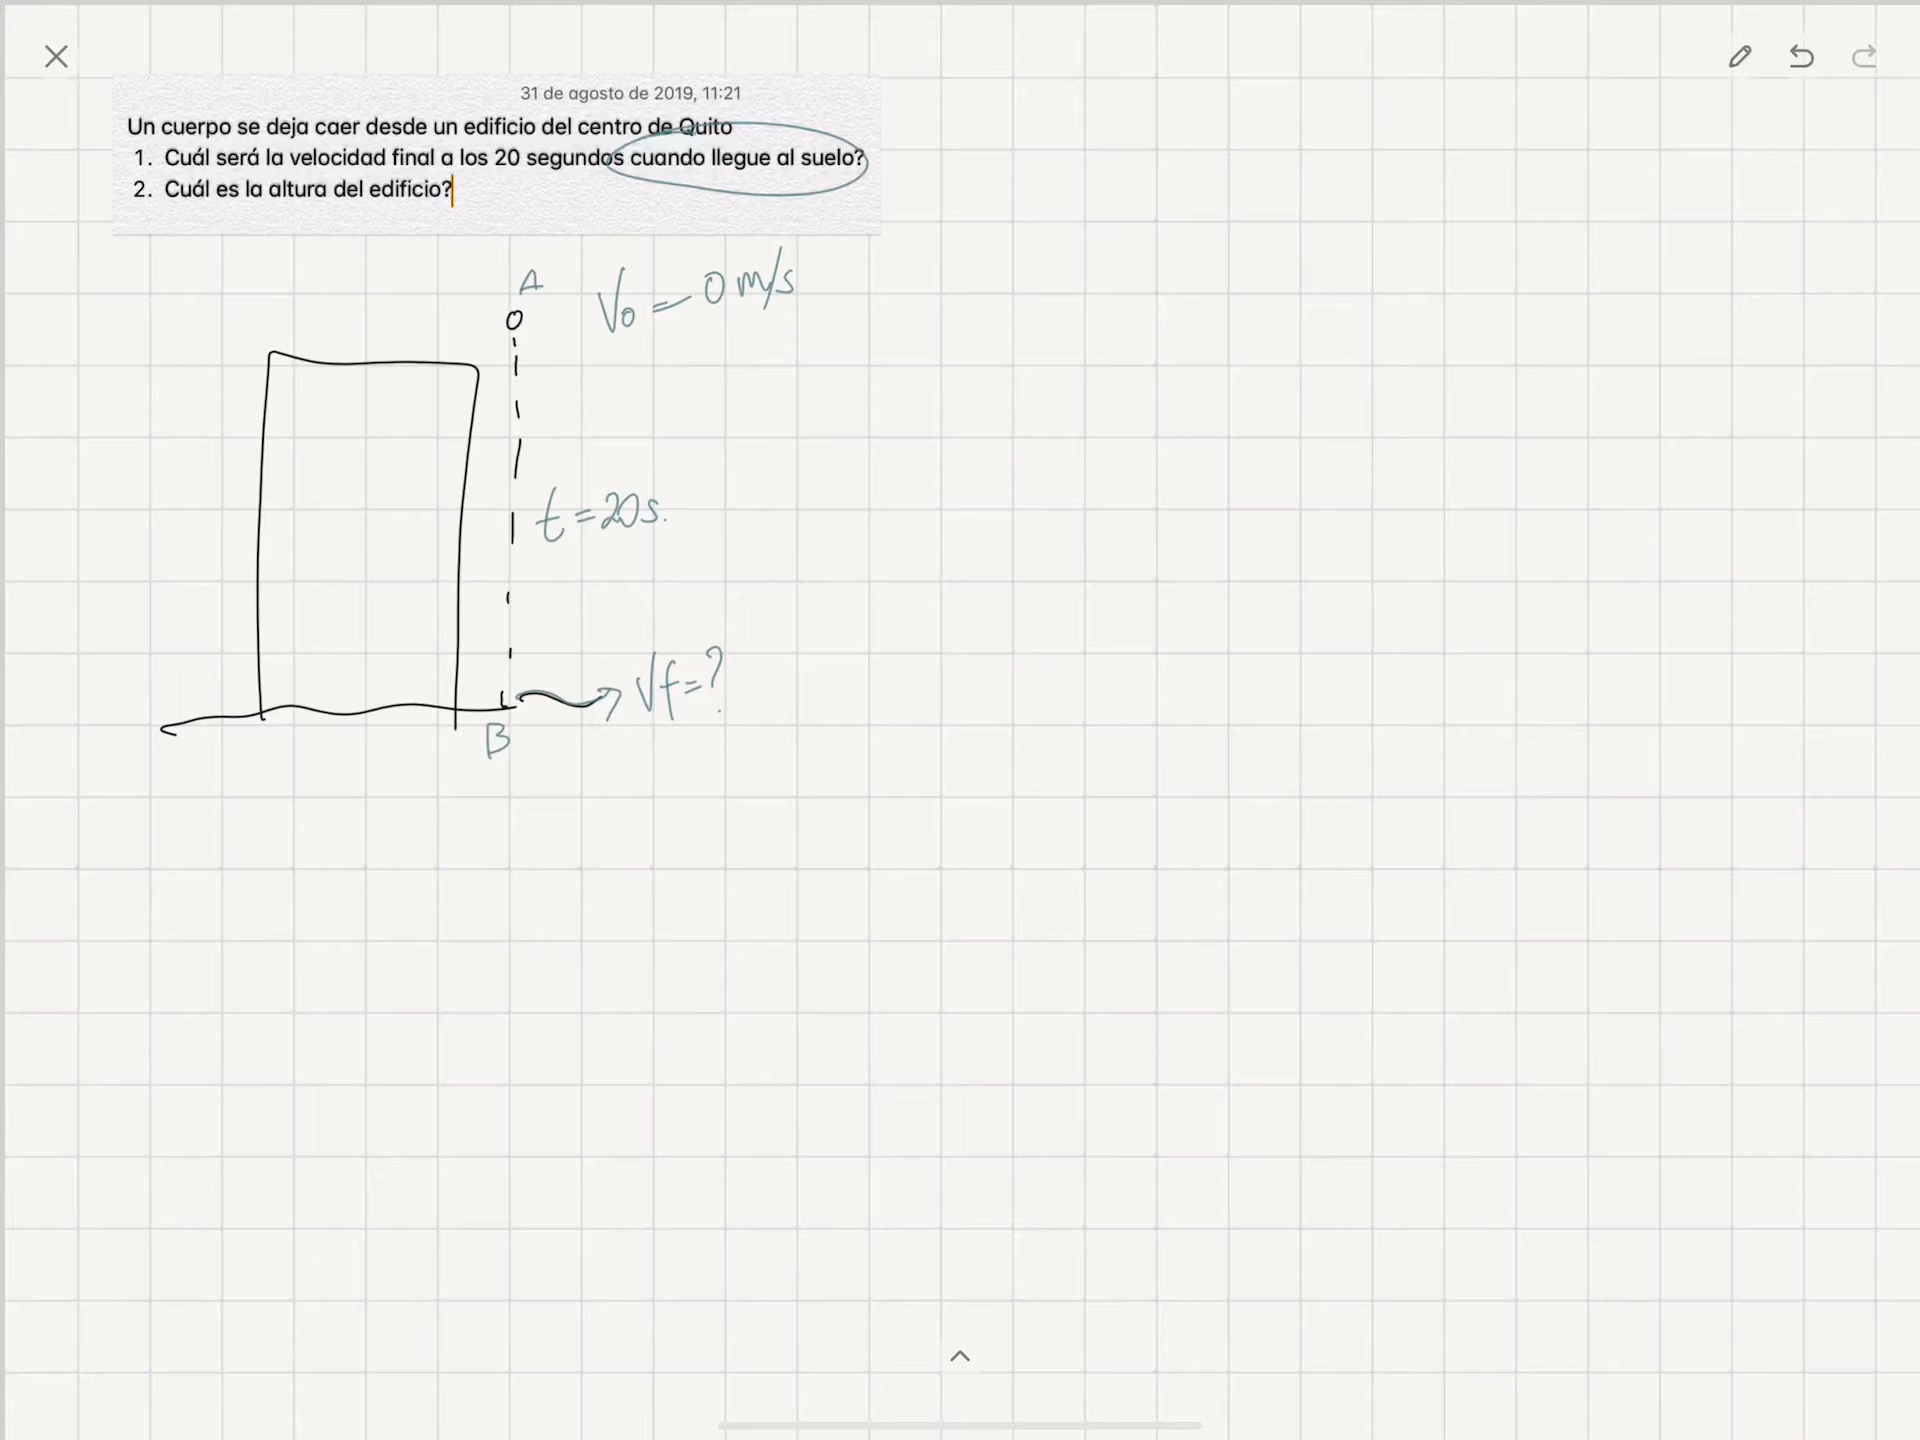 31 de agosto de 2019, 11:21
Un cuerpo se deja caer desde un edificio del centro de Quito
1. Cuál será la velocidad final a los 20 segundos cuando llegue al suelo?
2. Cuál es la altura del edificio?
A
Vo = 0 m/s
t = 20s.
Vf = ?
B